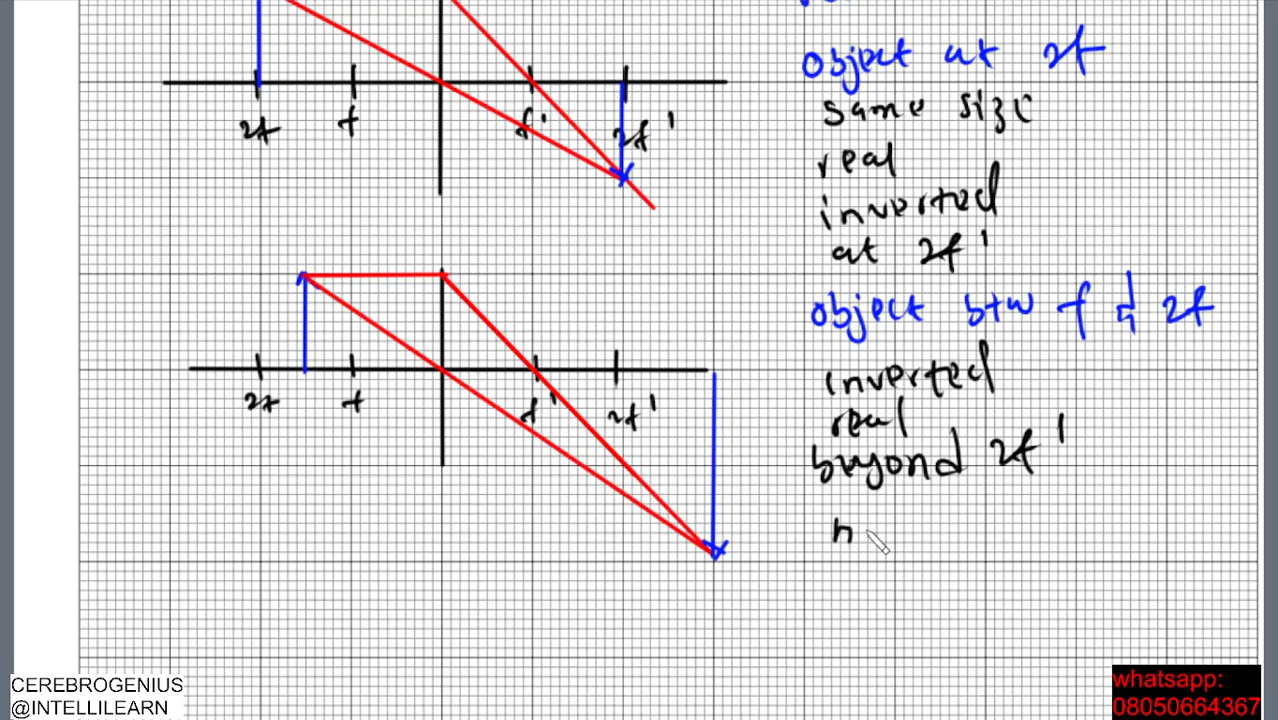 object at 2f
same size
real
inverted
at 2f'
object btw f & 2f
inverted
real
beyond 2f'
2f f f' 2f'
2f f f' 2f'
CEREBROGENIUS
@INTELLILEARN
whatsapp:
08050664367